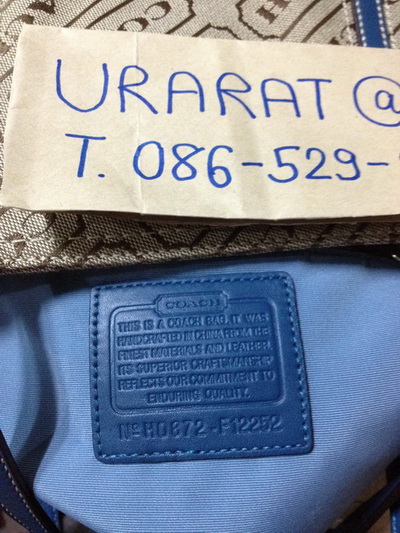 URARAT @
T. 086-529-
COACH
THIS IS A COACH BAG. IT WAS
HANDCRAFTED IN CHINA FROM THE
FINEST MATERIALS AND LEATHER.
ITS SUPERIOR CRAFTSMANSHIP
REFLECTS OUR COMMITMENT TO
ENDURING QUALITY.
Nº H0872-F12252